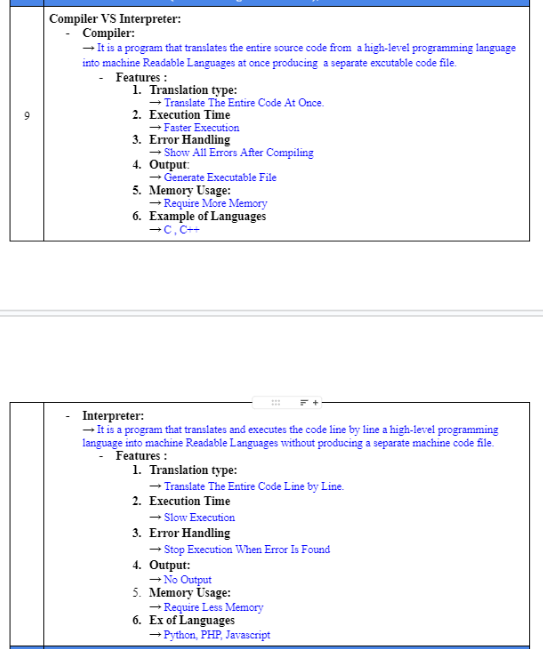 Compiler VS Interpreter:
- Compiler:
→ It is a program that translates the entire source code from a high-level programming language
into machine Readable Languages at once producing a separate excutable code file.
- Features :
1. Translation type:
→ Translate The Entire Code At Once.
2. Execution Time
→ Faster Execution
9
3. Error Handling
→ Show All Errors After Compiling
4. Output:
→ Generate Executable File
5. Memory Usage:
→ Require More Memory
6. Example of Languages
→ C , C++
- Interpreter:
→ It is a program that translates and executes the code line by line a high-level programming
language into machine Readable Languages without producing a separate machine code file.
- Features :
1. Translation type:
→ Translate The Entire Code Line by Line.
2. Execution Time
→ Slow Execution
3. Error Handling
→ Stop Execution When Error Is Found
4. Output:
→ No Output
5. Memory Usage:
→ Require Less Memory
6. Ex of Languages
→ Python, PHP, Javascript